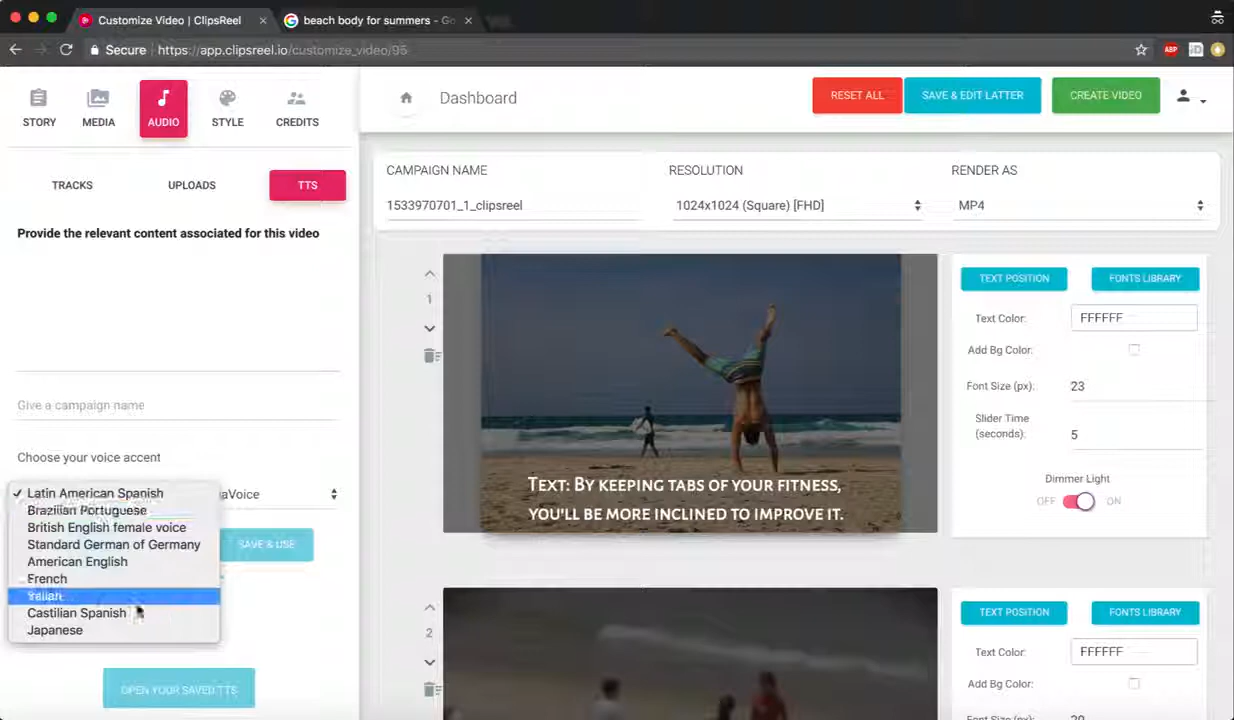 Customize Video | ClipsReel
beach body for summers - Go
Secure
https://app.clipsreel.io/customize_video/95
ABP
STORY
MEDIA
AUDIO
STYLE
CREDITS
Dashboard
RESET ALL
SAVE & EDIT LATTER
CREATE VIDEO
TRACKS
UPLOADS
TTS
CAMPAIGN NAME
RESOLUTION
RENDER AS
1533970701_1_clipsreel
1024x1024 (Square) [FHD]
MP4
Provide the relevant content associated for this video
Give a campaign name
Choose your voice accent
Latin American Spanish
Brazilian Portuguese
British English female voice
Standard German of Germany
American English
French
Italian
Castilian Spanish
Japanese
aVoice
SAVE & USE
OPEN YOUR SAVED TTS
1
Text: By keeping tabs of your fitness,
you'll be more inclined to improve it.
TEXT POSITION
FONTS LIBRARY
Text Color:
FFFFFF
Add Bg Color:
Font Size (px):
23
Slider Time
(seconds):
5
Dimmer Light
OFF
ON
2
TEXT POSITION
FONTS LIBRARY
Text Color:
FFFFFF
Add Bg Color: